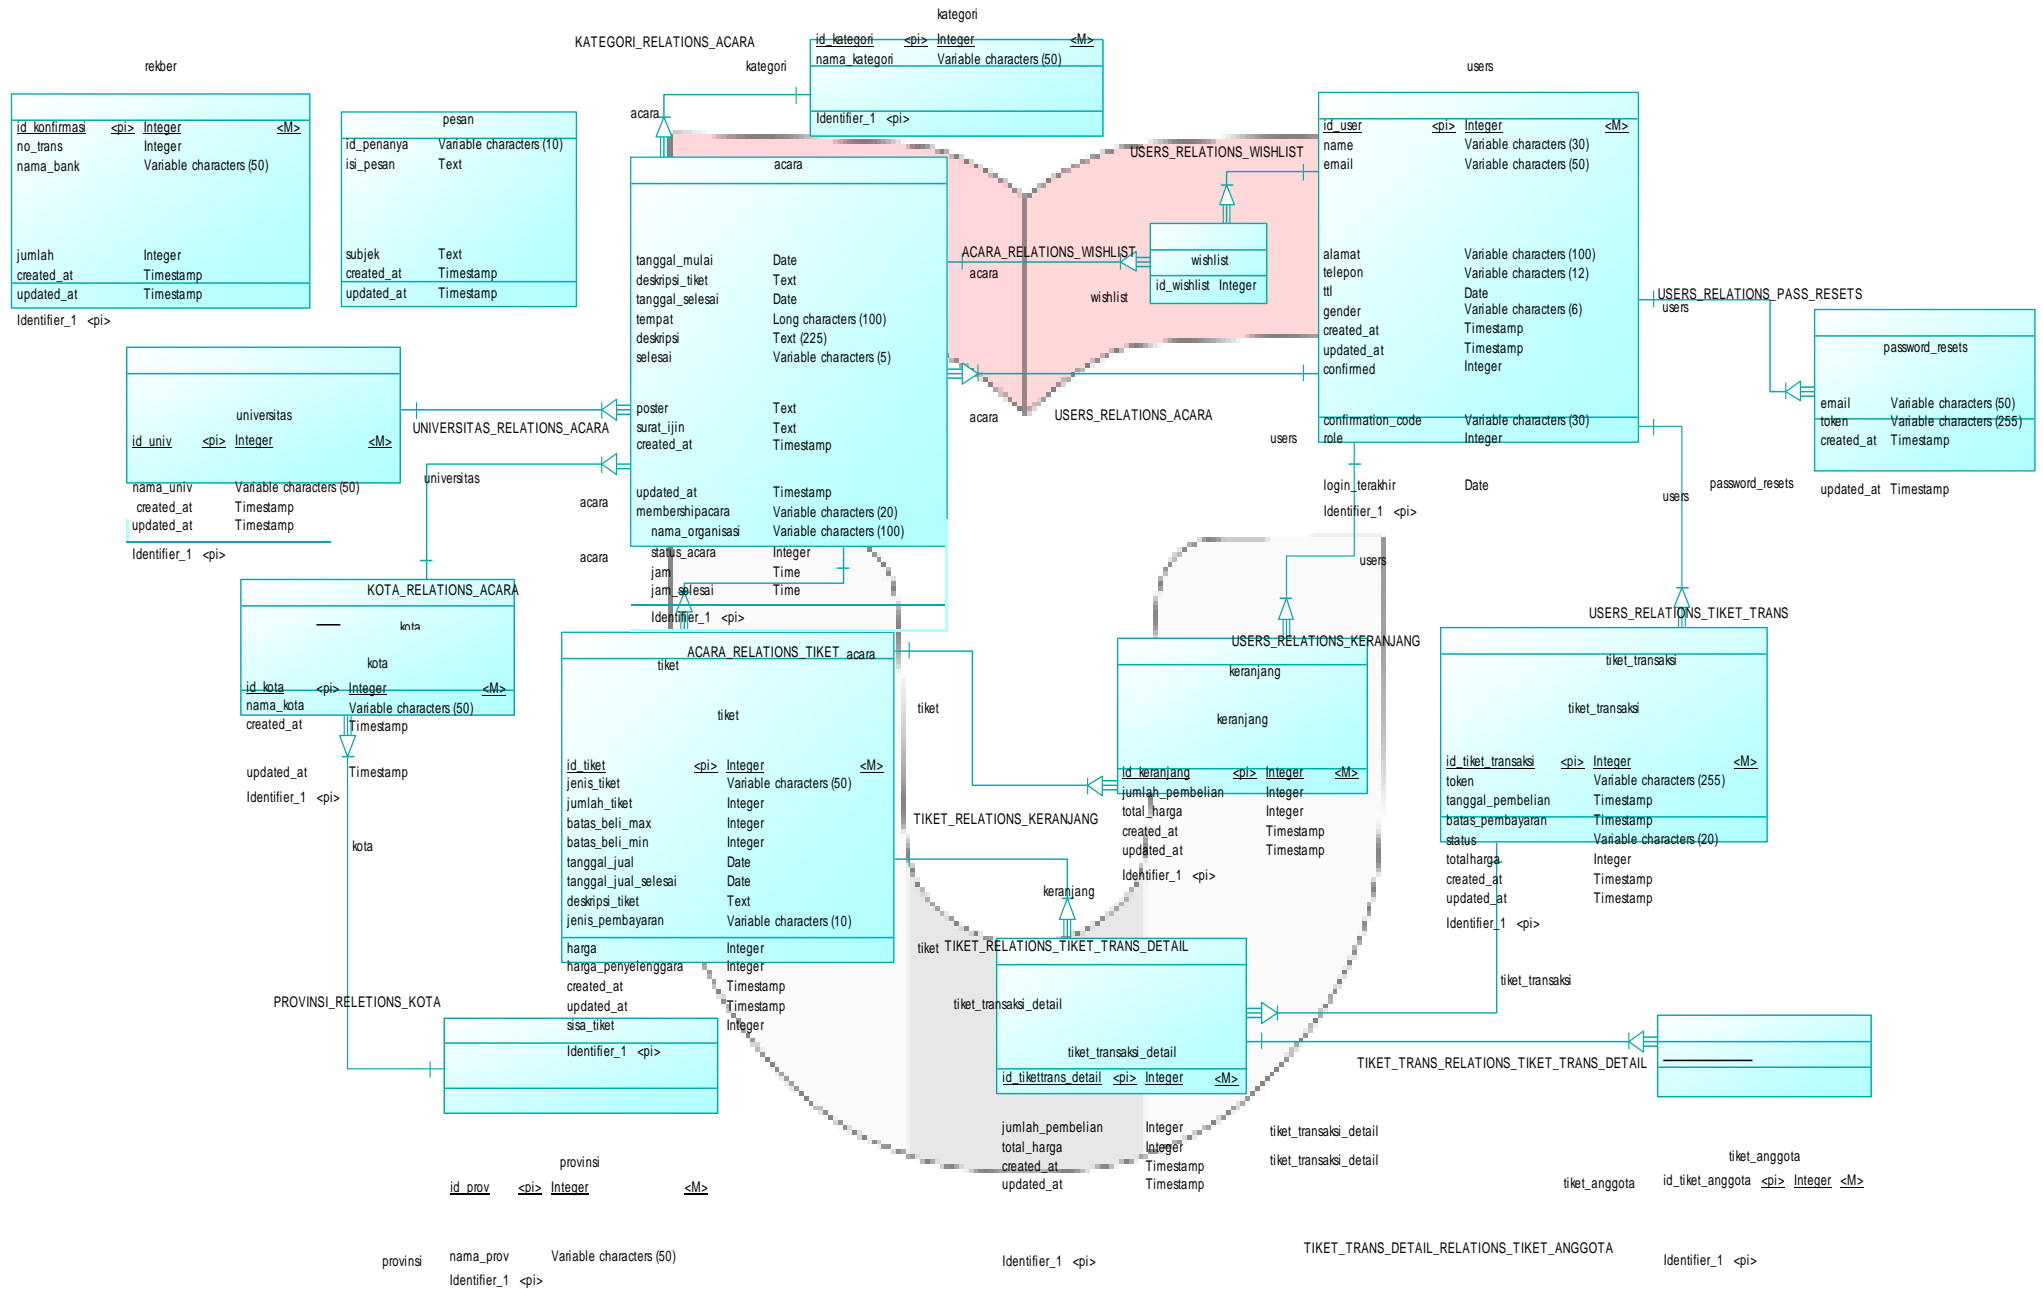 kategori
KATEGORI_RELATIONS_ACARA
id_kategori <pi> Integer <M>
nama_kategori Variable characters (50)
Identifier_1 <pi>
kategori
acara
rekber
id_konfirmasi <pi> Integer <M>
no_trans Integer
nama_bank Variable characters (50)
jumlah Integer
created_at Timestamp
updated_at Timestamp
Identifier_1 <pi>
pesan
id_penanya Variable characters (10)
isi_pesan Text
subjek Text
created_at Timestamp
updated_at Timestamp
acara
tanggal_mulai Date
deskripsi_tiket Text
tanggal_selesai Date
tempat Long characters (100)
deskripsi Text (225)
selesai Variable characters (5)
poster Text
surat_ijin Text
created_at Timestamp
updated_at Timestamp
membershipacara Variable characters (20)
nama_organisasi Variable characters (100)
status_acara Integer
jam Time
jam_selesai Time
Identifier_1 <pi>
USERS_RELATIONS_WISHLIST
ACARA_RELATIONS_WISHLIST
acara
wishlist
wishlist
id_wishlist Integer
users
id_user <pi> Integer <M>
name Variable characters (30)
email Variable characters (50)
alamat Variable characters (100)
telepon Variable characters (12)
ttl Date
gender Variable characters (6)
created_at Timestamp
updated_at Timestamp
confirmed Integer
confirmation_code Variable characters (30)
role Integer
login_terakhir Date
Identifier_1 <pi>
USERS_RELATIONS_PASS_RESETS
users
password_resets
email Variable characters (50)
token Variable characters (255)
created_at Timestamp
updated_at Timestamp
password_resets
acara
USERS_RELATIONS_ACARA
users
users
users
universitas
id_univ <pi> Integer <M>
nama_univ Variable characters (50)
created_at Timestamp
updated_at Timestamp
Identifier_1 <pi>
UNIVERSITAS_RELATIONS_ACARA
universitas
acara
acara
KOTA_RELATIONS_ACARA
kota
kota
id_kota <pi> Integer <M>
nama_kota Variable characters (50)
created_at Timestamp
updated_at Timestamp
Identifier_1 <pi>
kota
ACARA_RELATIONS_TIKET
acara
tiket
tiket
id_tiket <pi> Integer <M>
jenis_tiket Variable characters (50)
jumlah_tiket Integer
batas_beli_max Integer
batas_beli_min Integer
tanggal_jual Date
tanggal_jual_selesai Date
deskripsi_tiket Text
jenis_pembayaran Variable characters (10)
harga Integer
harga_penyelenggara Integer
created_at Timestamp
updated_at Timestamp
sisa_tiket Integer
Identifier_1 <pi>
tiket
TIKET_RELATIONS_KERANJANG
keranjang
USERS_RELATIONS_KERANJANG
keranjang
keranjang
id_keranjang <pi> Integer <M>
jumlah_pembelian Integer
total_harga Integer
created_at Timestamp
updated_at Timestamp
Identifier_1 <pi>
USERS_RELATIONS_TIKET_TRANS
tiket_transaksi
tiket_transaksi
id_tiket_transaksi <pi> Integer <M>
token Variable characters (255)
tanggal_pembelian Timestamp
batas_pembayaran Timestamp
status Variable characters (20)
totalharga Integer
created_at Timestamp
updated_at Timestamp
Identifier_1 <pi>
tiket_transaksi
tiket
TIKET_RELATIONS_TIKET_TRANS_DETAIL
tiket_transaksi_detail
tiket_transaksi_detail
id_tikettrans_detail <pi> Integer <M>
jumlah_pembelian Integer
total_harga Integer
created_at Timestamp
updated_at Timestamp
Identifier_1 <pi>
TIKET_TRANS_RELATIONS_TIKET_TRANS_DETAIL
tiket_transaksi_detail
tiket_transaksi_detail
PROVINSI_RELETIONS_KOTA
provinsi
id_prov <pi> Integer <M>
provinsi
nama_prov Variable characters (50)
Identifier_1 <pi>
tiket_anggota
tiket_anggota
id_tiket_anggota <pi> Integer <M>
TIKET_TRANS_DETAIL_RELATIONS_TIKET_ANGGOTA
Identifier_1 <pi>